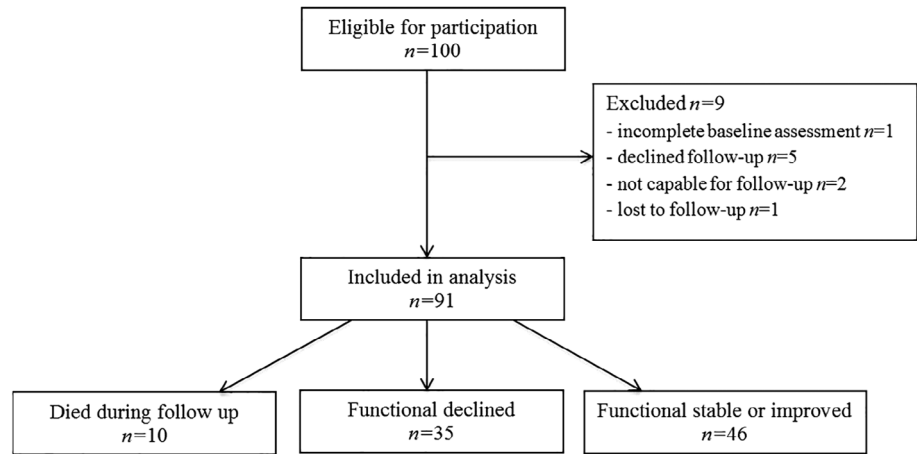 Eligible for participation
n=100
Excluded n=9
- incomplete baseline assessment n=1
- declined follow-up n=5
- not capable for follow-up n=2
- lost to follow-up n=1
Included in analysis
n=91
Died during follow up
n=10
Functional declined
n=35
Functional stable or improved
n=46